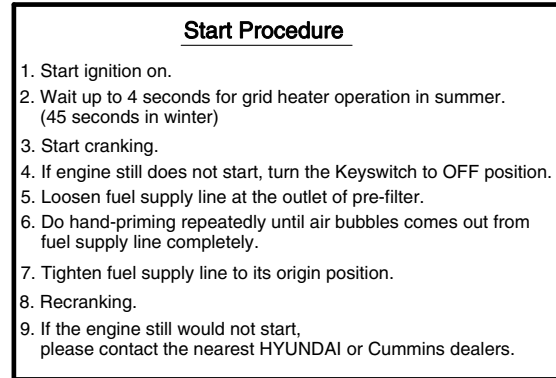 Start Procedure
1. Start ignition on.
2. Wait up to 4 seconds for grid heater operation in summer.
(45 seconds in winter)
3. Start cranking.
4. If engine still does not start, turn the Keyswitch to OFF position.
5. Loosen fuel supply line at the outlet of pre-filter.
6. Do hand-priming repeatedly until air bubbles comes out from
fuel supply line completely.
7. Tighten fuel supply line to its origin position.
8. Recranking.
9. If the engine still would not start,
please contact the nearest HYUNDAI or Cummins dealers.